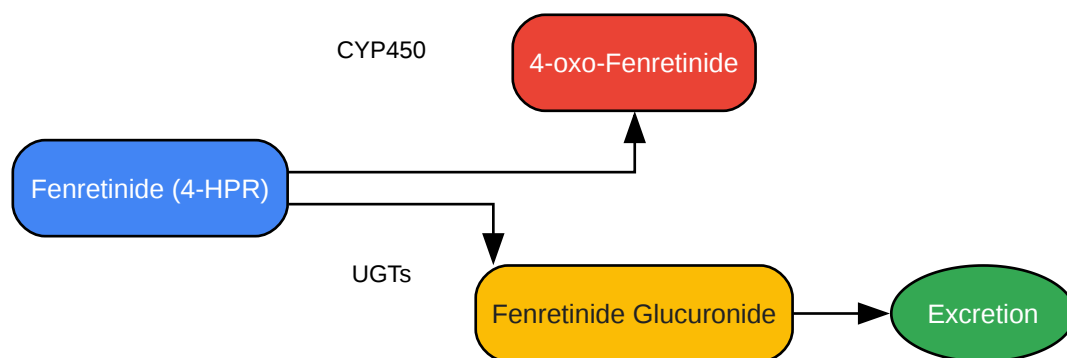 CYP450
4-oxo-Fenretinide
Fenretinide (4-HPR)
UGTs
Fenretinide Glucuronide
Excretion